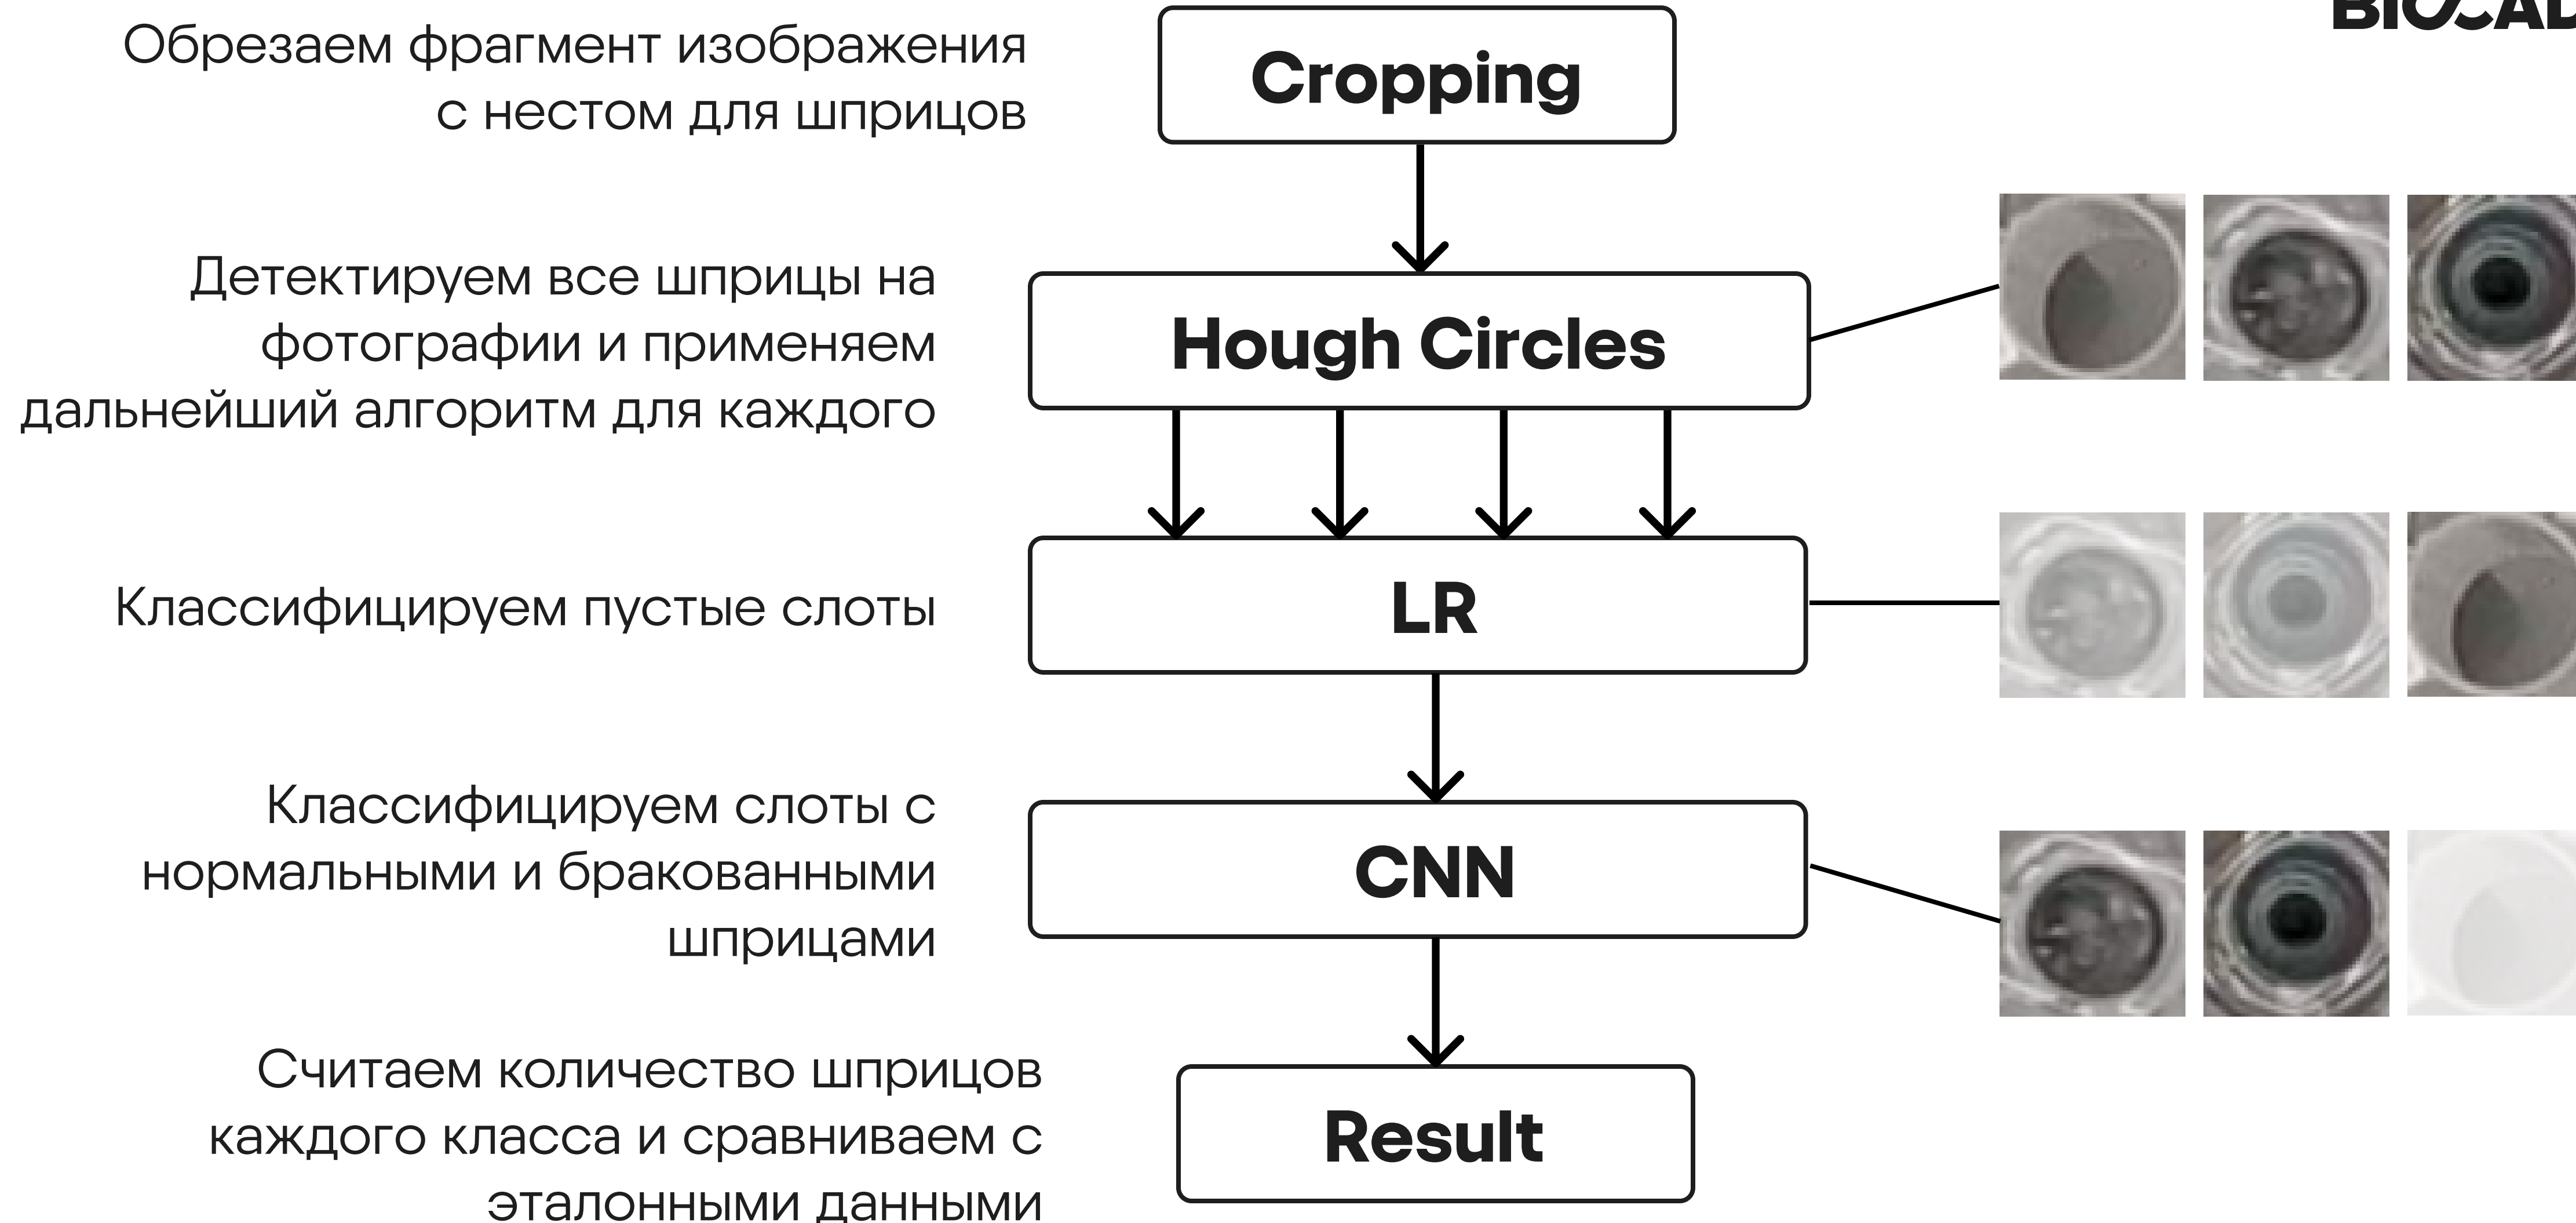 Обрезаем фрагмент изображения
с нестом для шприцов
Cropping
Детектируем все шприцы на
фотографии и применяем
дальнейший алгоритм для каждого
Hough Circles
Классифицируем пустые слоты
LR
Классифицируем слоты с
нормальными и бракованными
шприцами
CNN
Считаем количество шприцов
каждого класса и сравниваем с
эталонными данными
Result